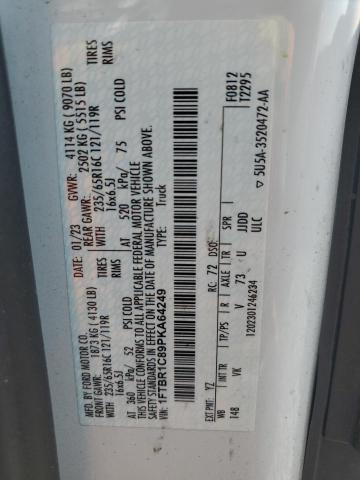 MFD. BY FORD MOTOR CO.
DATE: 01/23 GVWR: 4114 KG ( 9070 LB)
FRONT GAWR: 1873 KG ( 4130 LB) REAR GAWR: 2502 KG ( 5515 LB)
235/65R16C 121/119R TIRES WITH 235/65R16C 121/119R TIRES
16x6.5J RIMS 16x6.5J RIMS
AT 360 kPa/ 52 PSI COLD AT 520 kPa/ 75 PSI COLD
THIS VEHICLE CONFORMS TO ALL APPLICABLE FEDERAL MOTOR VEHICLE
SAFETY STANDARDS IN EFFECT ON THE DATE OF MANUFACTURE SHOWN ABOVE.
VIN: 1FTBR1C89PKA64249
TYPE: Truck
F0812
T2295
EXT PNT: YZ RC: 72 DSO:
WB TP/PS R AXLE TR SPR
148 VK V 73 U JJDD
ULC
1202301246234
5U5A-3520472-AA